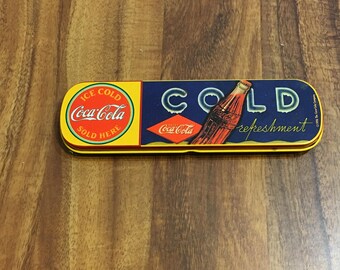 ICE COLD
Coca-Cola
SOLD HERE
COLD
Coca-Cola
refreshment